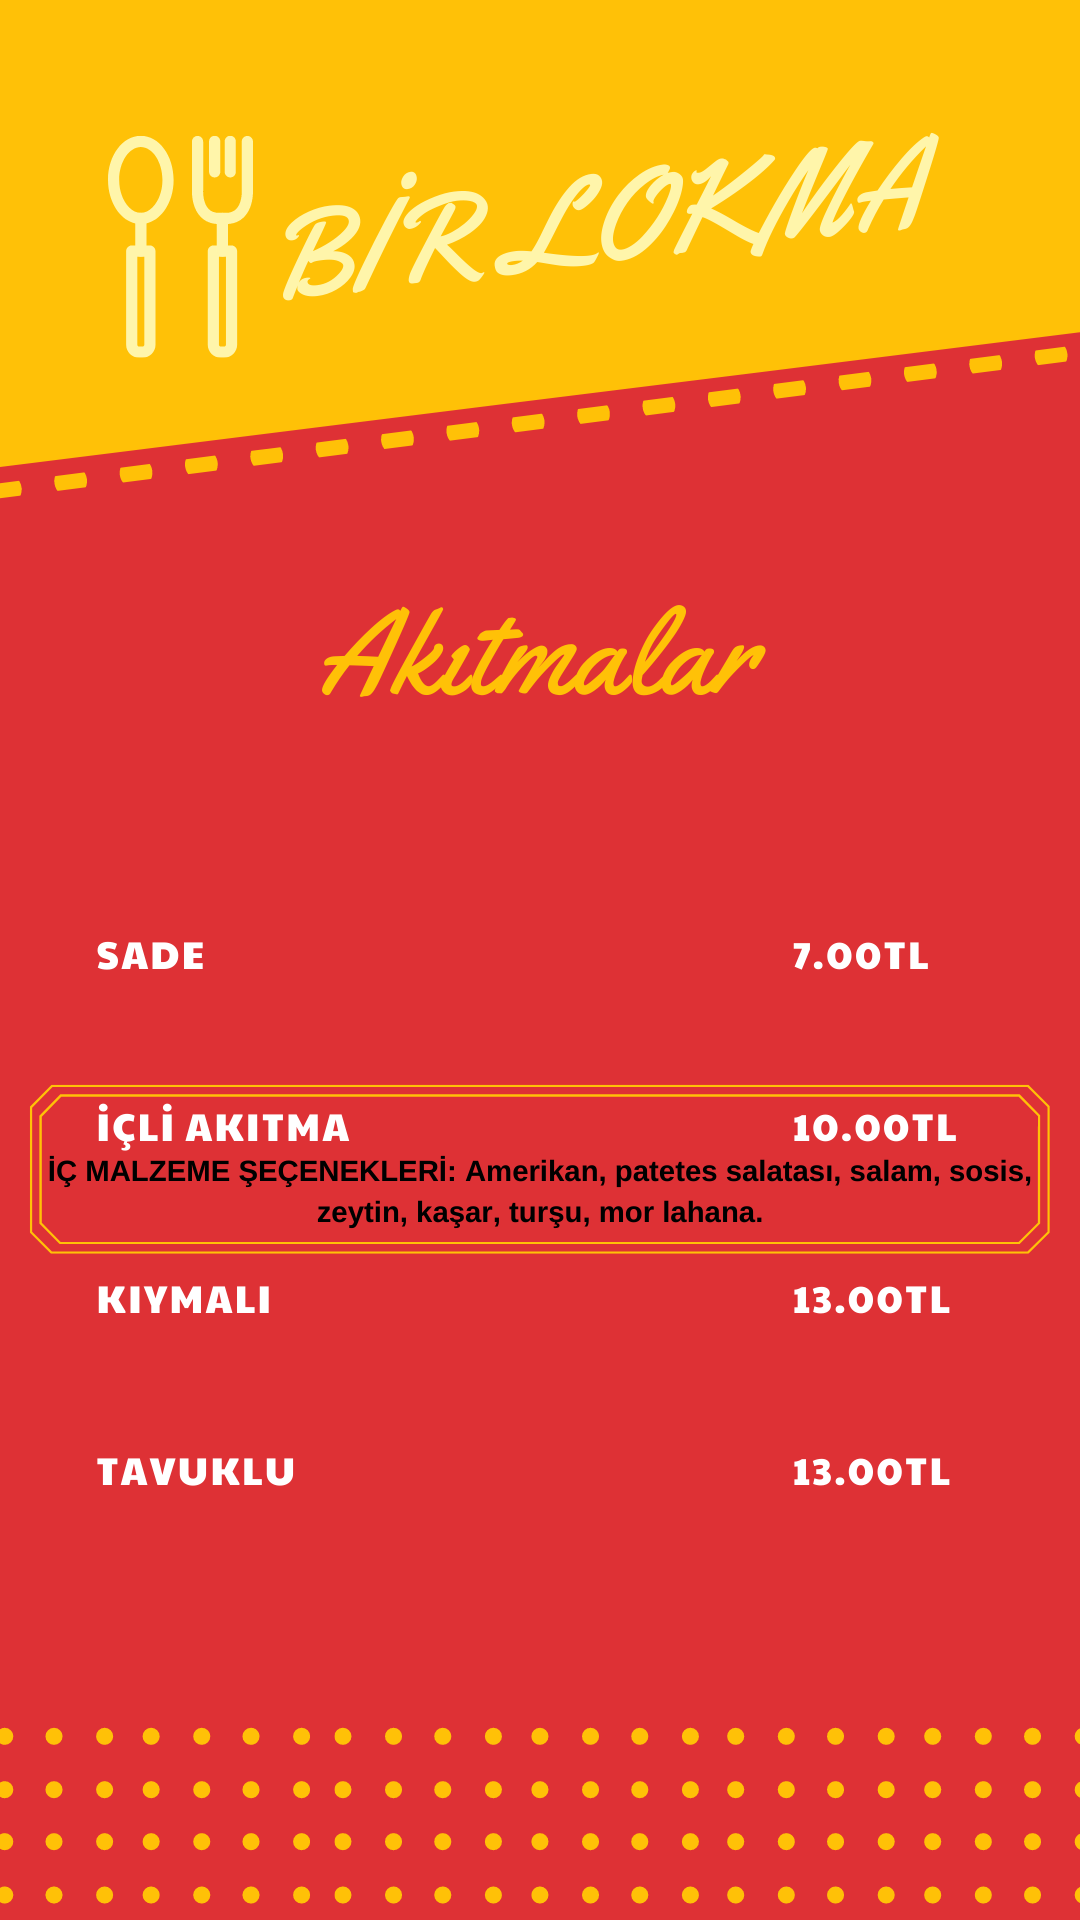 BİR LOKMA
Akıtmalar
SADE 7.00TL
İÇLİ AKITMA 10.00TL
İÇ MALZEME ŞEÇENEKLERİ: Amerikan, patetes salatası, salam, sosis,
zeytin, kaşar, turşu, mor lahana.
KIYMALI 13.00TL
TAVUKLU 13.00TL